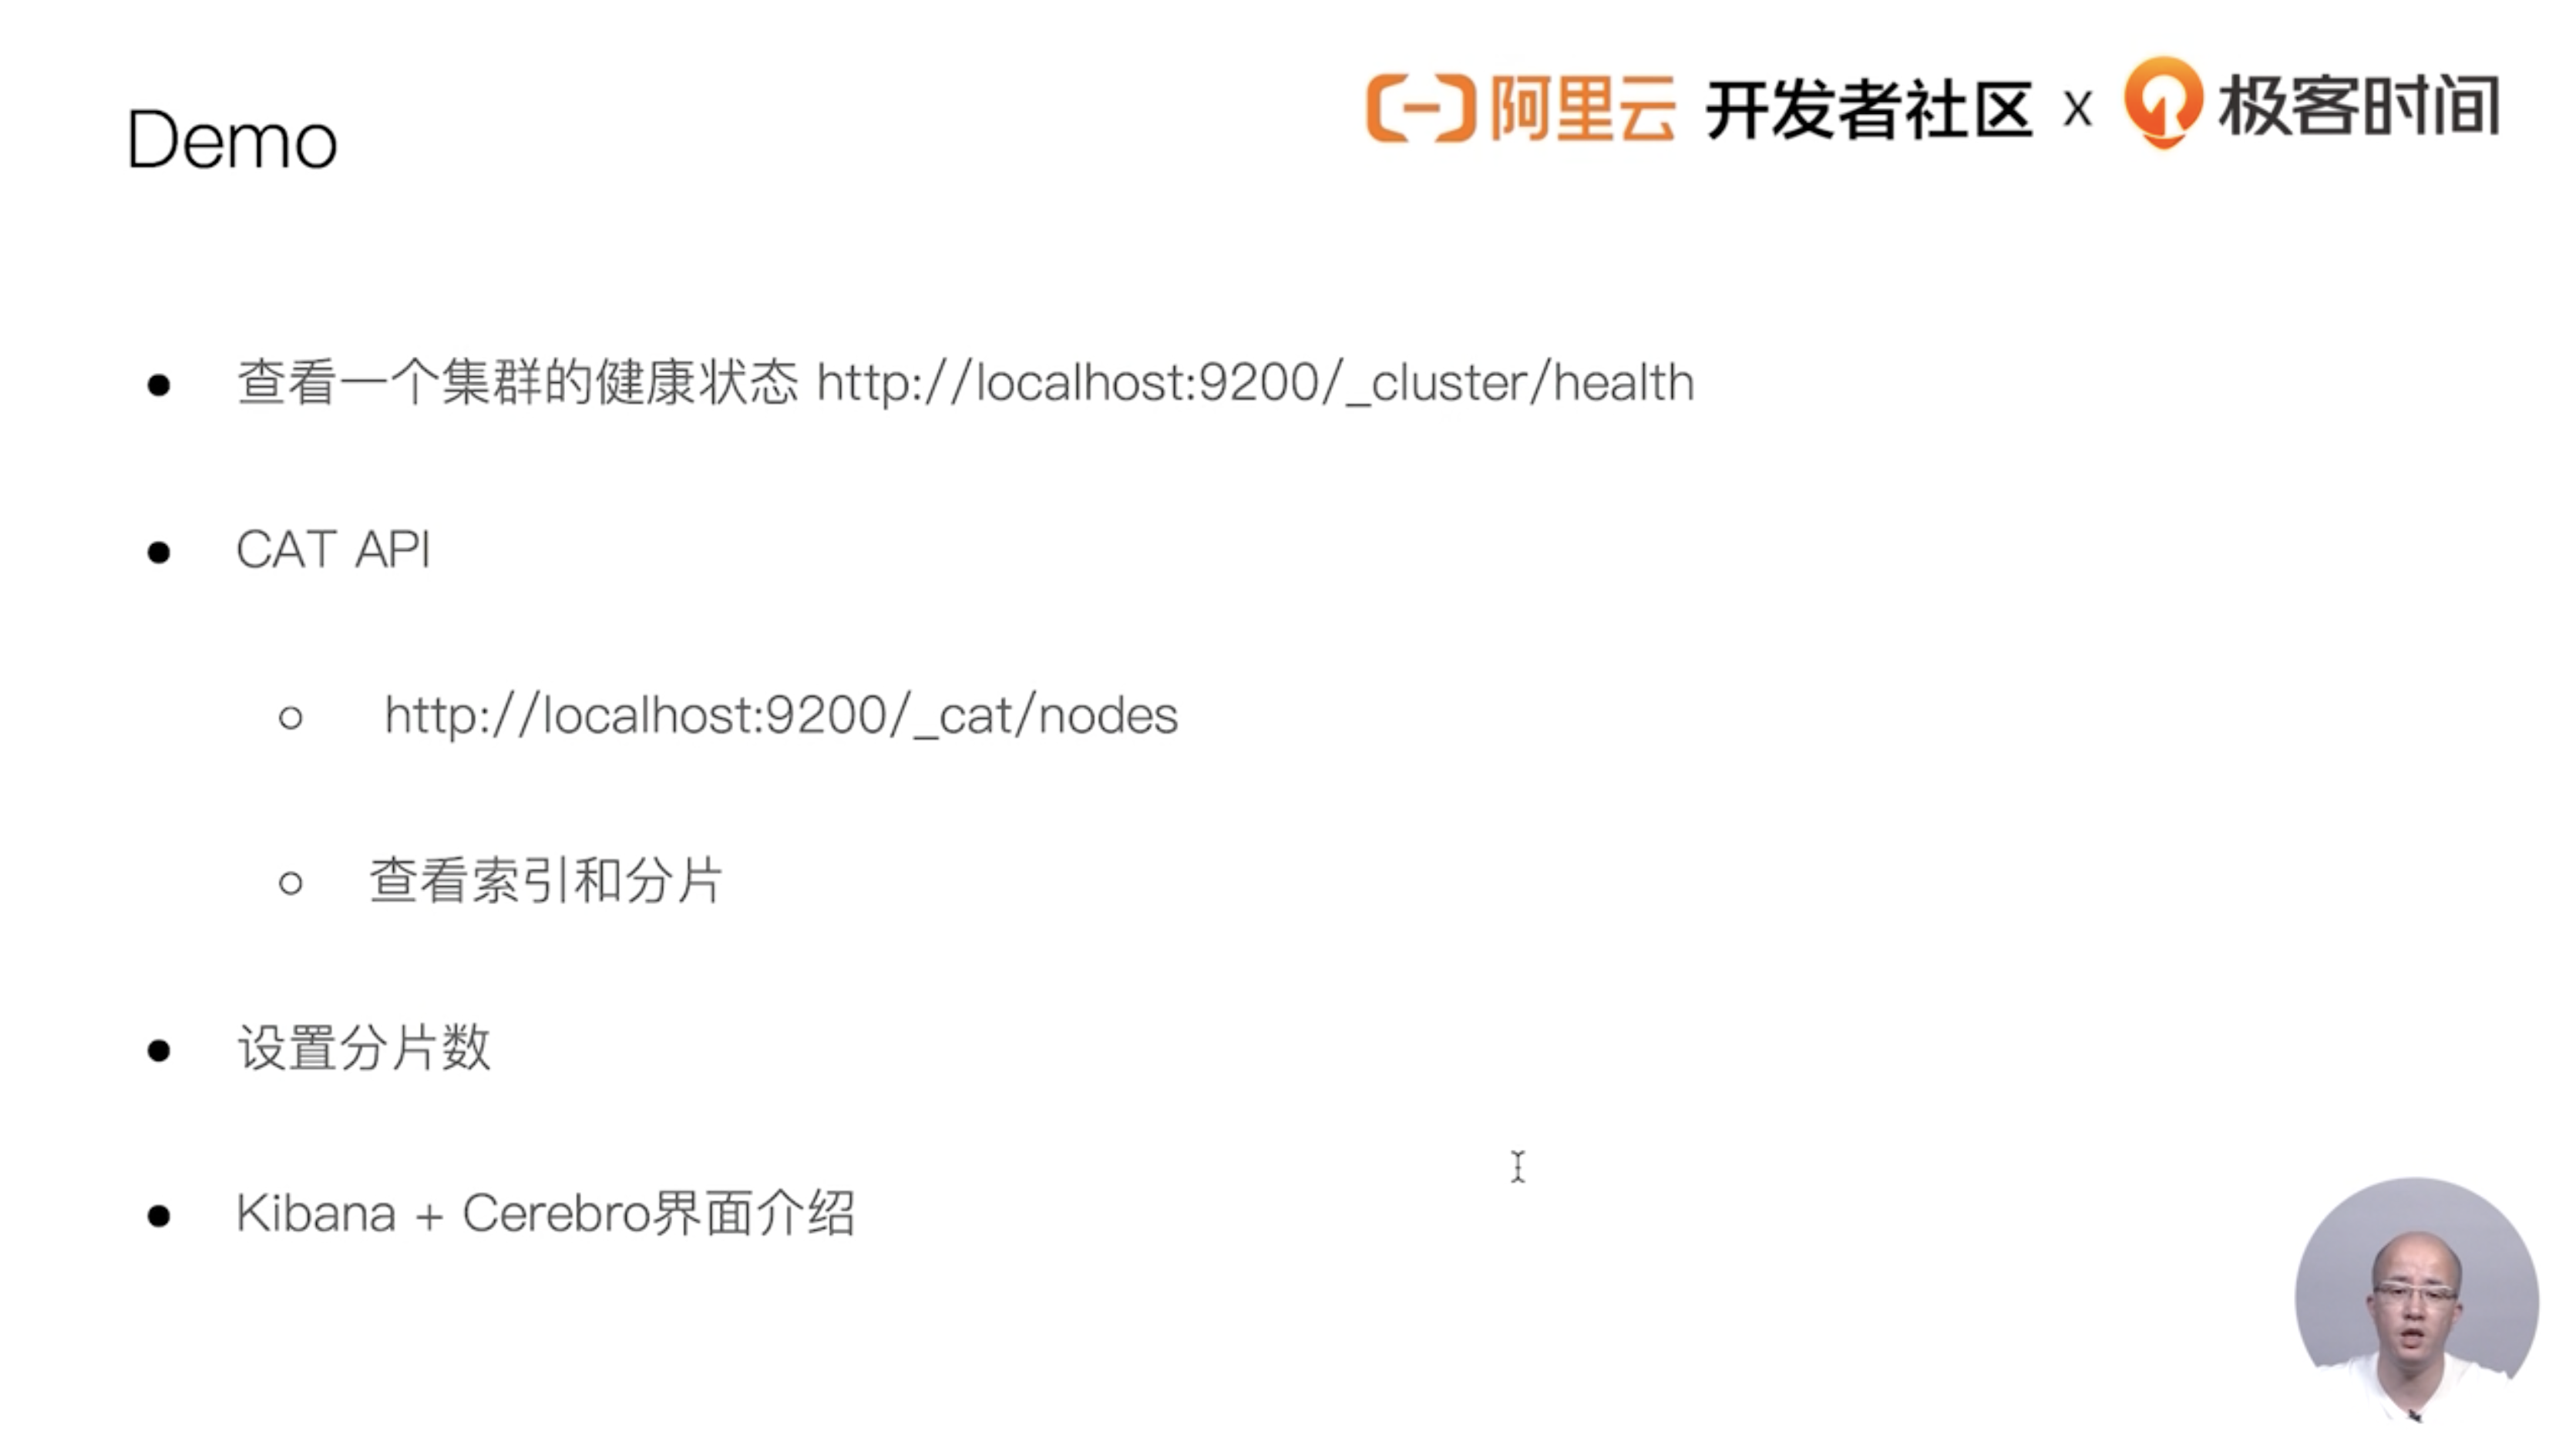 阿里云 开发者社区 X 极客时间
Demo
查看一个集群的健康状态 http://localhost:9200/_cluster/health
CAT API
http://localhost:9200/_cat/nodes
查看索引和分片
设置分片数
Kibana + Cerebro界面介绍